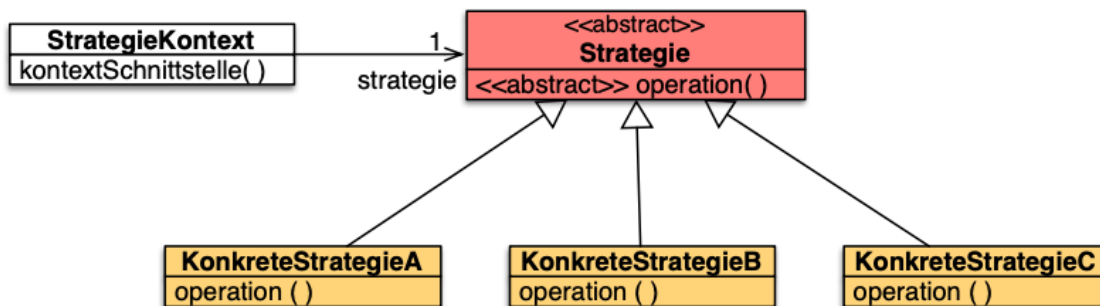 StrategieKontext
kontextSchnittstelle( )
1
strategie
<<abstract>>
Strategie
<<abstract>> operation( )
KonkreteStrategieA
operation ( )
KonkreteStrategieB
operation ( )
KonkreteStrategieC
operation ( )